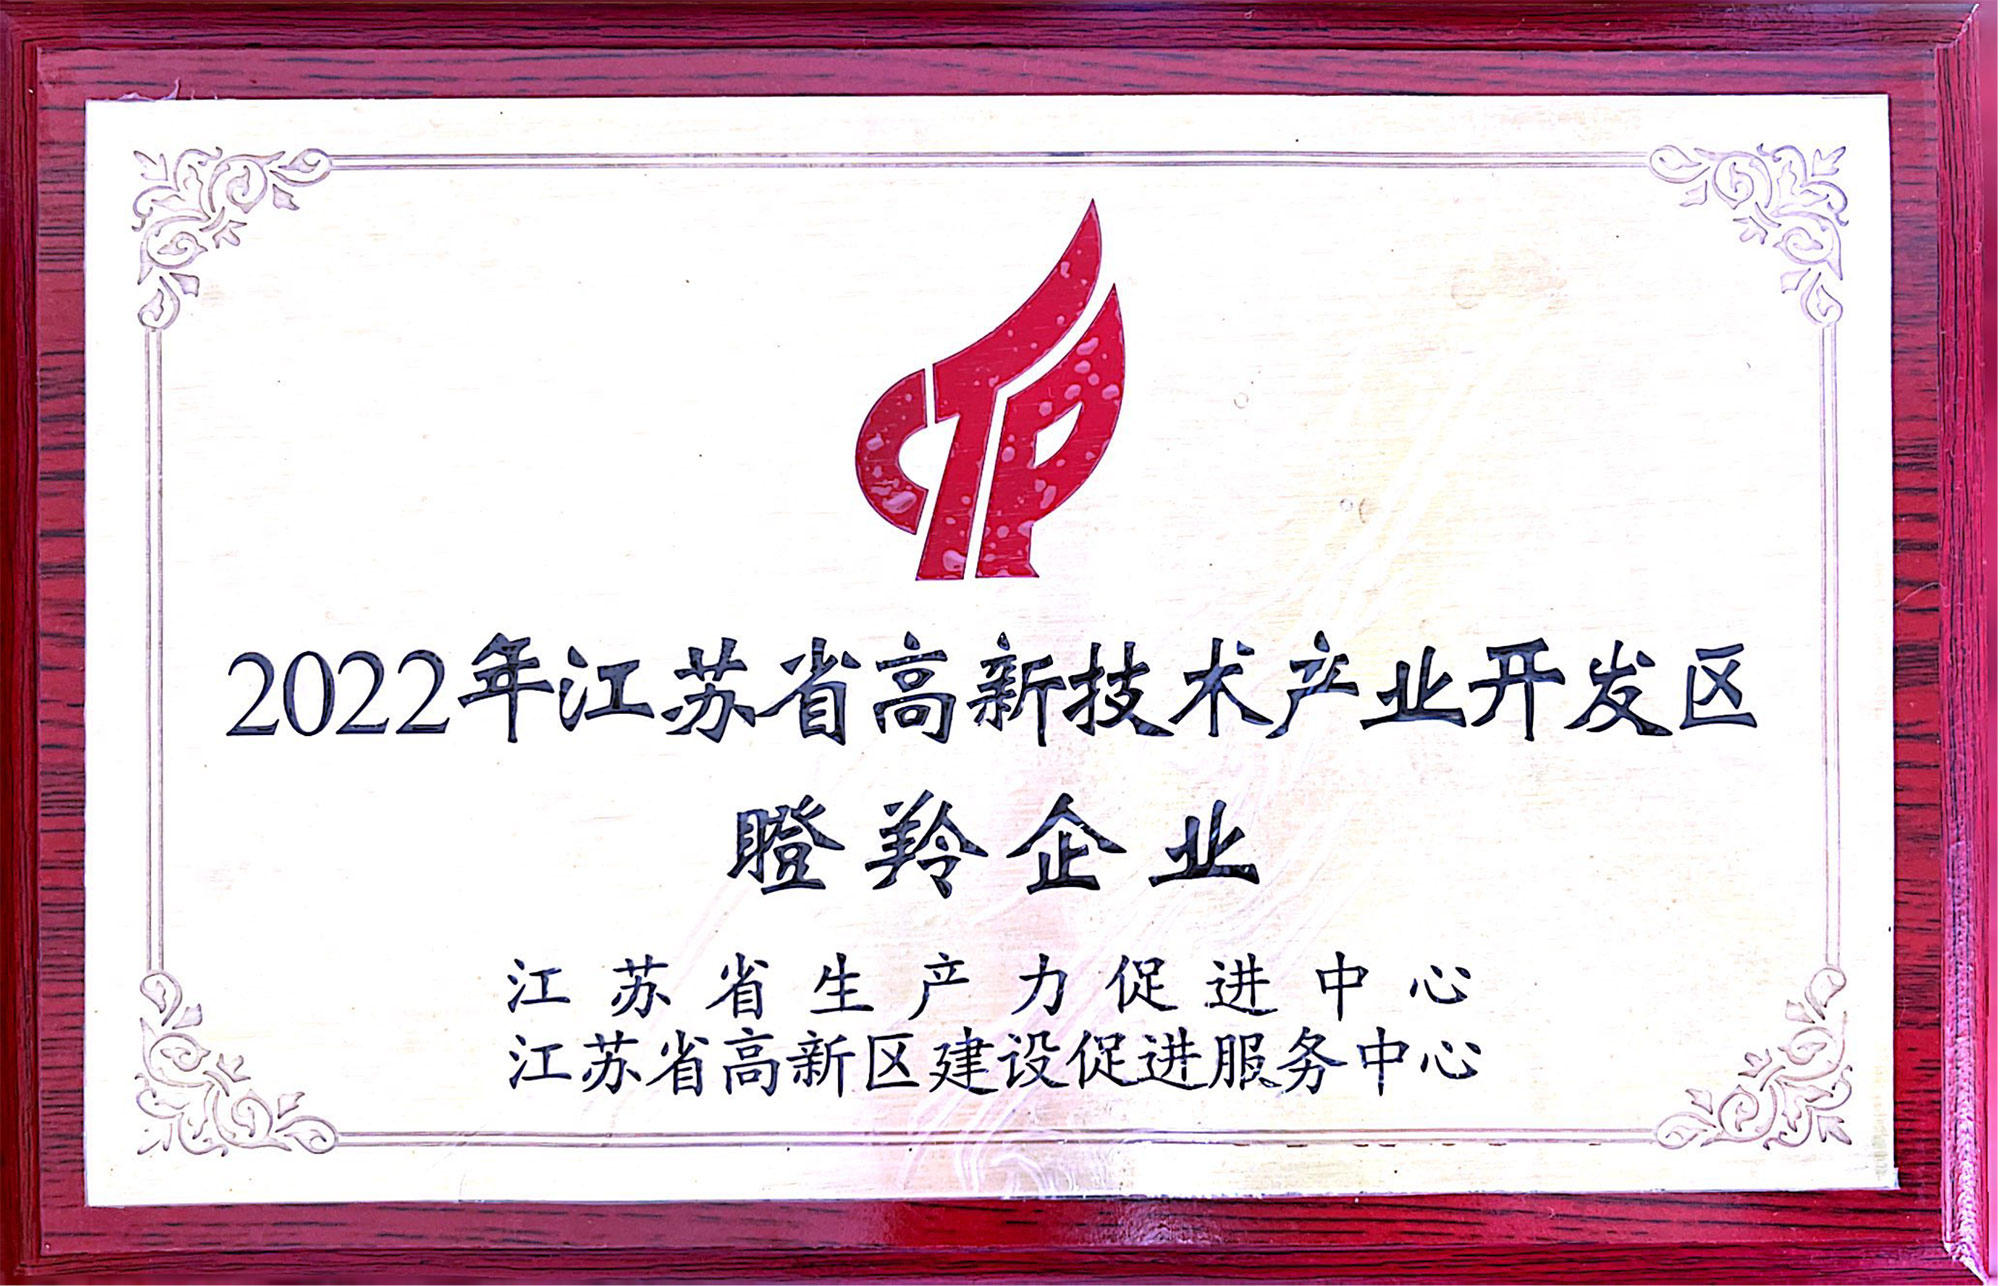 CTP
2022年江苏省高新技术产业开发区
瞪羚企业
江苏省生产力促进中心
江苏省高新区建设促进服务中心